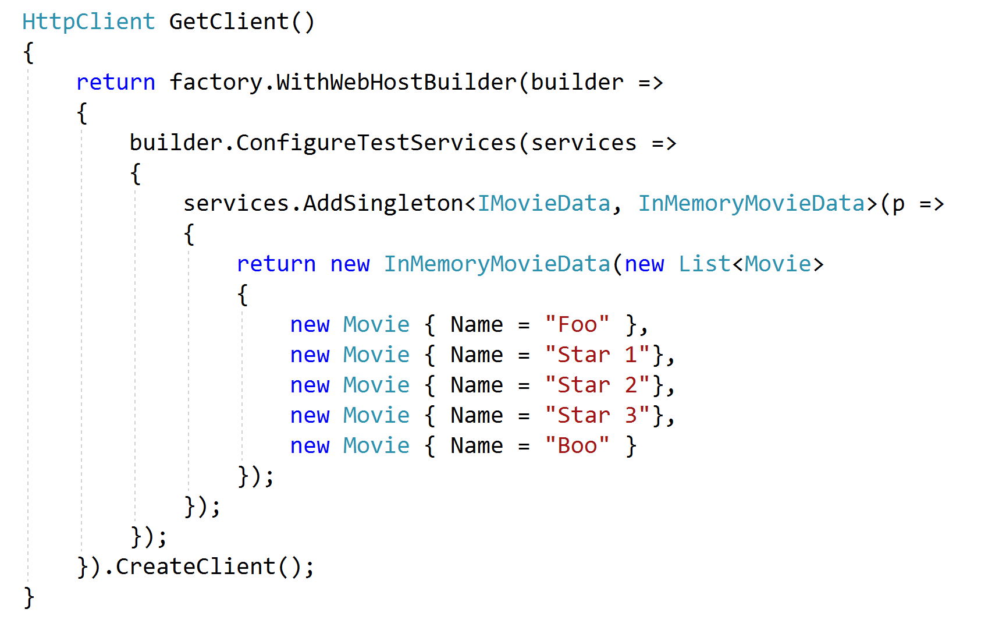 HttpClient GetClient()
{
    return factory.WithWebHostBuilder(builder =>
    {
        builder.ConfigureTestServices(services =>
        {
            services.AddSingleton<IMovieData, InMemoryMovieData>(p =>
            {
                return new InMemoryMovieData(new List<Movie>
                {
                    new Movie { Name = "Foo" },
                    new Movie { Name = "Star 1"},
                    new Movie { Name = "Star 2"},
                    new Movie { Name = "Star 3"},
                    new Movie { Name = "Boo" }
                });
            });
        });
    }).CreateClient();
}